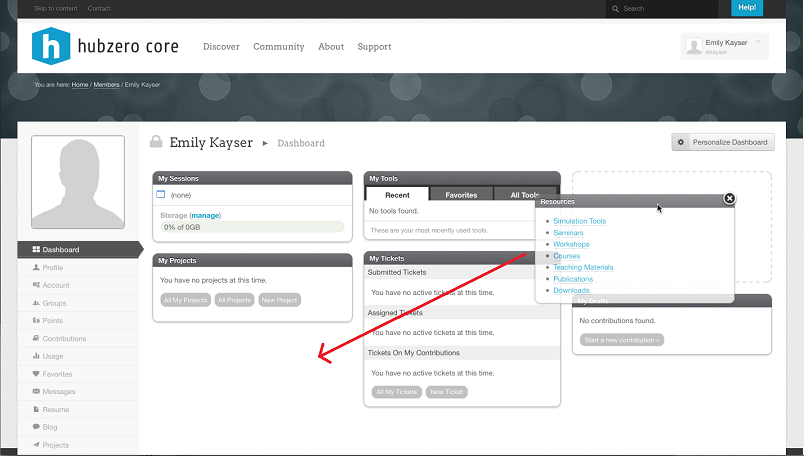 Skip to content Contact Search Help!
hubzero core Discover Community About Support Emily Kayser
ekayser
You are here: Home / Members / Emily Kayser
Emily Kayser ▸ Dashboard Personalize Dashboard
My Sessions
(none)
Storage (manage)
0% of 0GB
My Projects
You have no projects at this time.
All My Projects All Projects New Project
My Tools
Recent Favorites All Tools
No tools found.
These are your most recently used tools.
My Tickets
Submitted Tickets
You have no active tickets at this time.
Assigned Tickets
You have no active tickets at this time.
Tickets On My Contributions
You have no active tickets at this time.
All My Tickets New Ticket
Resources
Simulation Tools
Seminars
Workshops
Courses
Teaching Materials
Publications
Downloads
My Drafts
No contributions found.
Start a new contribution »
Dashboard
Profile
Account
Groups
Points
Contributions
Usage
Favorites
Messages
Resume
Blog
Projects